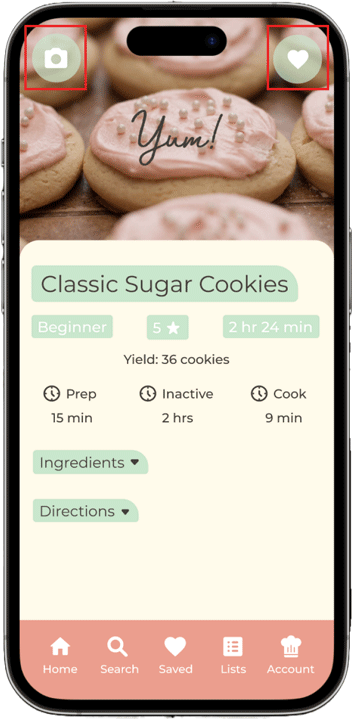 Yum!
Classic Sugar Cookies
Beginner 5 2 hr 24 min
Yield: 36 cookies
Prep Inactive Cook
15 min 2 hrs 9 min
Ingredients
Directions
Home Search Saved Lists Account